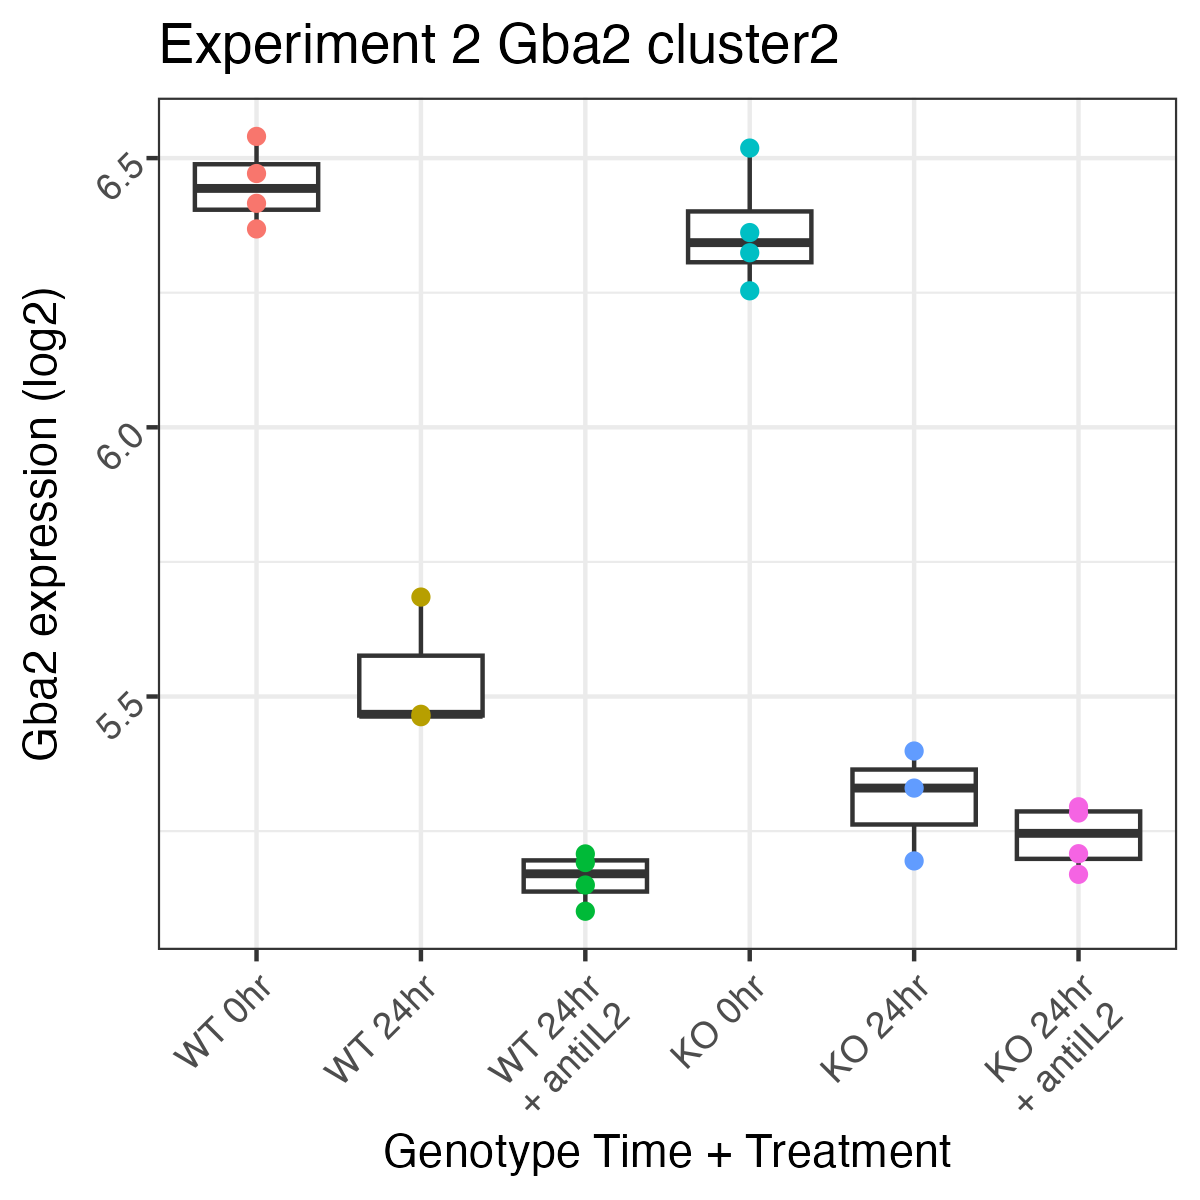 Experiment 2 Gba2 cluster2
Gba2 expression (log2)
6.5
6.0
5.5
WT 0hr
WT 24hr
WT 24hr
+ antiIL2
KO 0hr
KO 24hr
KO 24hr
+ antiIL2
Genotype Time + Treatment